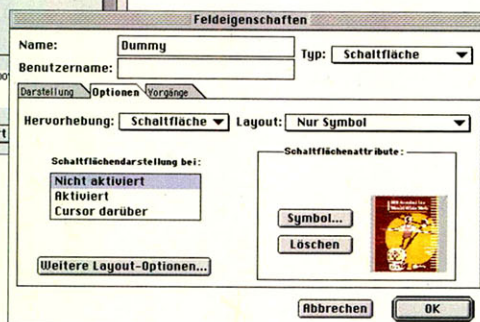 Feldeigenschaften
Name: Dummy
Typ: Schaltfläche
Benutzername:
Darstellung Optionen Vorgänge
Hervorhebung: Schaltfläche Layout: Nur Symbol
Schaltflächendarstellung bei:
Nicht aktiviert
Aktiviert
Cursor darüber
Schaltflächenattribute:
Symbol...
Löschen
Weitere Layout-Optionen...
Abbrechen OK